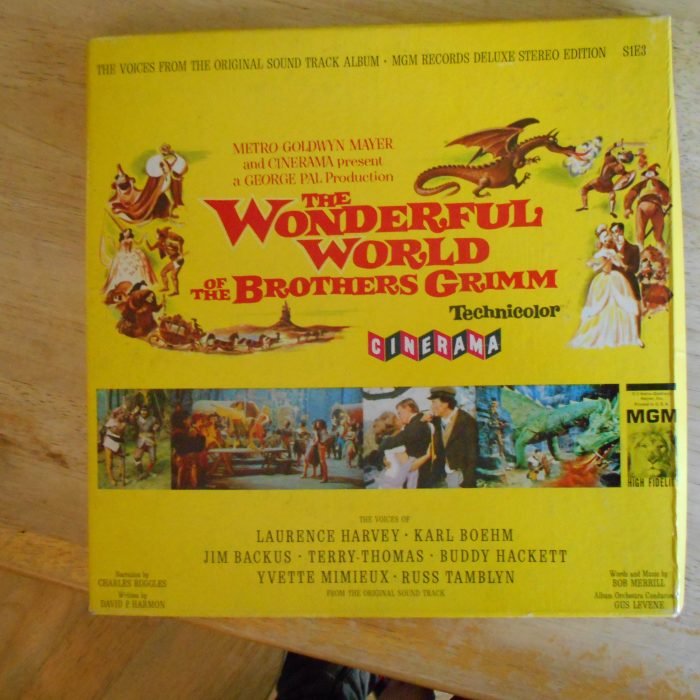 THE VOICES FROM THE ORIGINAL SOUND TRACK ALBUM • MGM RECORDS DELUXE STEREO EDITION S1E3
METRO-GOLDWYN-MAYER
and CINERAMA present
a GEORGE PAL Production
THE
WONDERFUL
WORLD
OF THE BROTHERS GRIMM
Technicolor
CINERAMA
MGM
HIGH FIDELITY
THE VOICES OF
LAURENCE HARVEY • KARL BOEHM
JIM BACKUS • TERRY-THOMAS • BUDDY HACKETT
YVETTE MIMIEUX • RUSS TAMBLYN
FROM THE ORIGINAL SOUND TRACK
Narration by
CHARLES RUGGLES
Written by
DAVID P. HARMON
Words and Music by
BOB MERRILL
Album Orchestra Conductor
GUS LEVENE